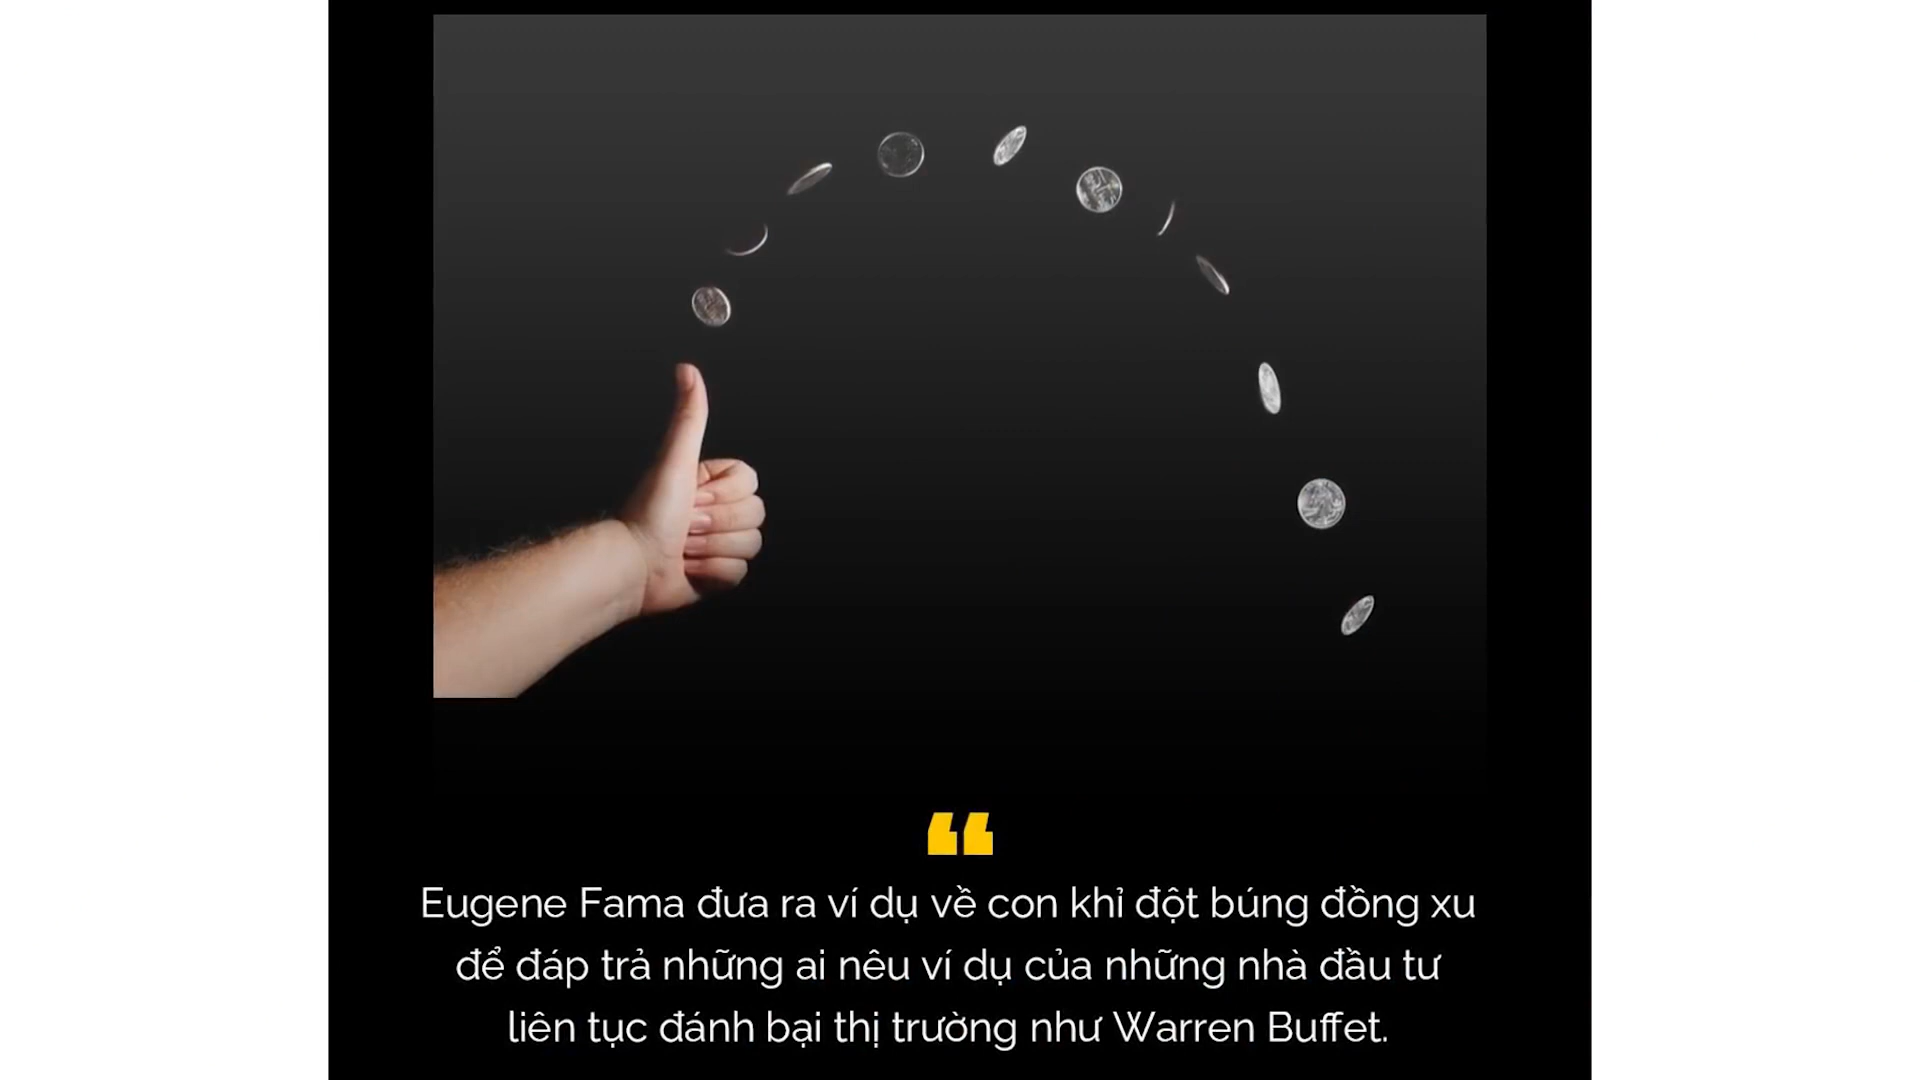 Eugene Fama đưa ra ví dụ về con khỉ đột búng đồng xu
để đáp trả những ai nêu ví dụ của những nhà đầu tư
liên tục đánh bại thị trường như Warren Buffet.